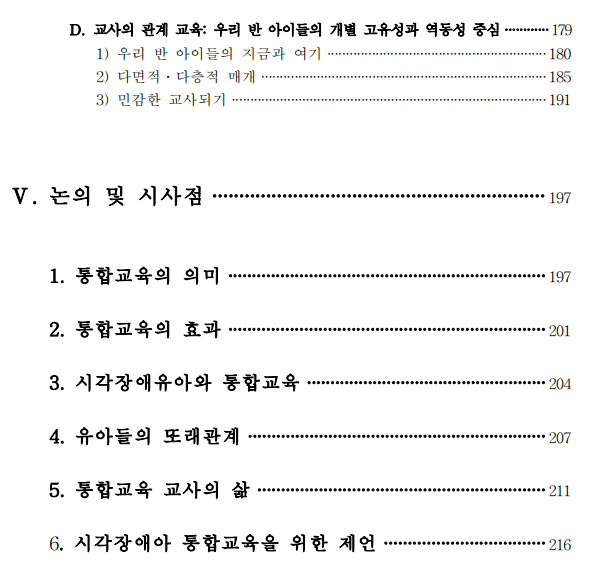 D. 교사의 관계 교육: 우리 반 아이들의 개별 고유성과 역동성 중심 ············ 179
1) 우리 반 아이들의 지금과 여기 ············ 180
2) 다면적·다층적 매개 ············ 185
3) 민감한 교사되기 ············ 191
Ⅴ. 논의 및 시사점 ············ 197
1. 통합교육의 의미 ············ 197
2. 통합교육의 효과 ············ 201
3. 시각장애유아와 통합교육 ············ 204
4. 유아들의 또래관계 ············ 207
5. 통합교육 교사의 삶 ············ 211
6. 시각장애아 통합교육을 위한 제언 ············ 216